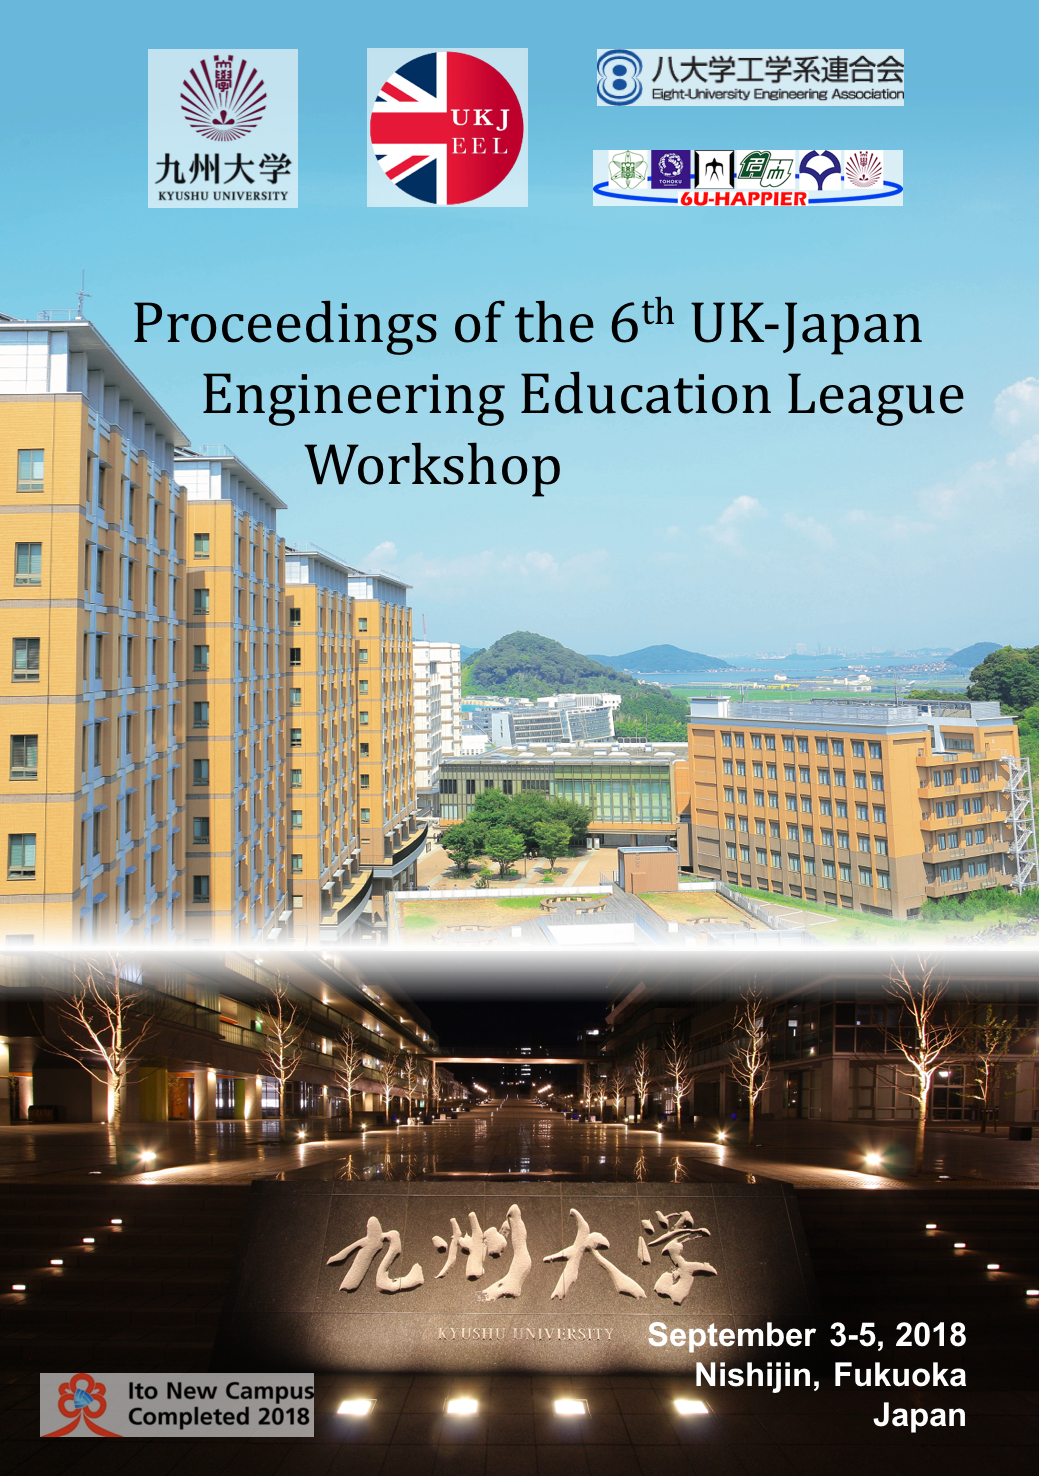 九州大学
KYUSHU UNIVERSITY
UKJ
EEL
八大学工学系連合会
Eight-University Engineering Association
TOHOKU
6U-HAPPIER
Proceedings of the 6th UK-Japan
Engineering Education League
Workshop
九州大学
KYUSHU UNIVERSITY
September 3-5, 2018
Nishijin, Fukuoka
Japan
Ito New Campus
Completed 2018